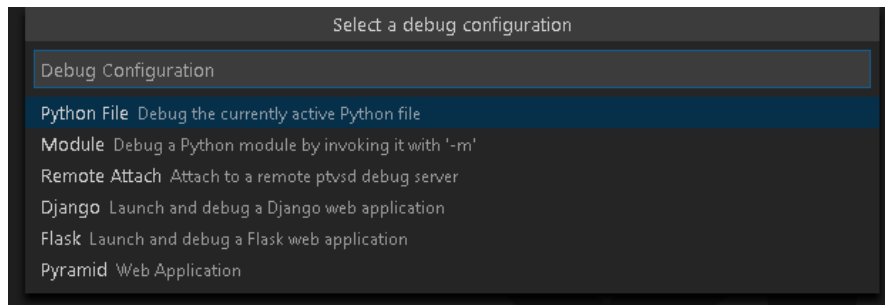 Select a debug configuration
Debug Configuration
Python File Debug the currently active Python file
Module Debug a Python module by invoking it with '-m'
Remote Attach Attach to a remote ptvsd debug server
Django Launch and debug a Django web application
Flask Launch and debug a Flask web application
Pyramid Web Application